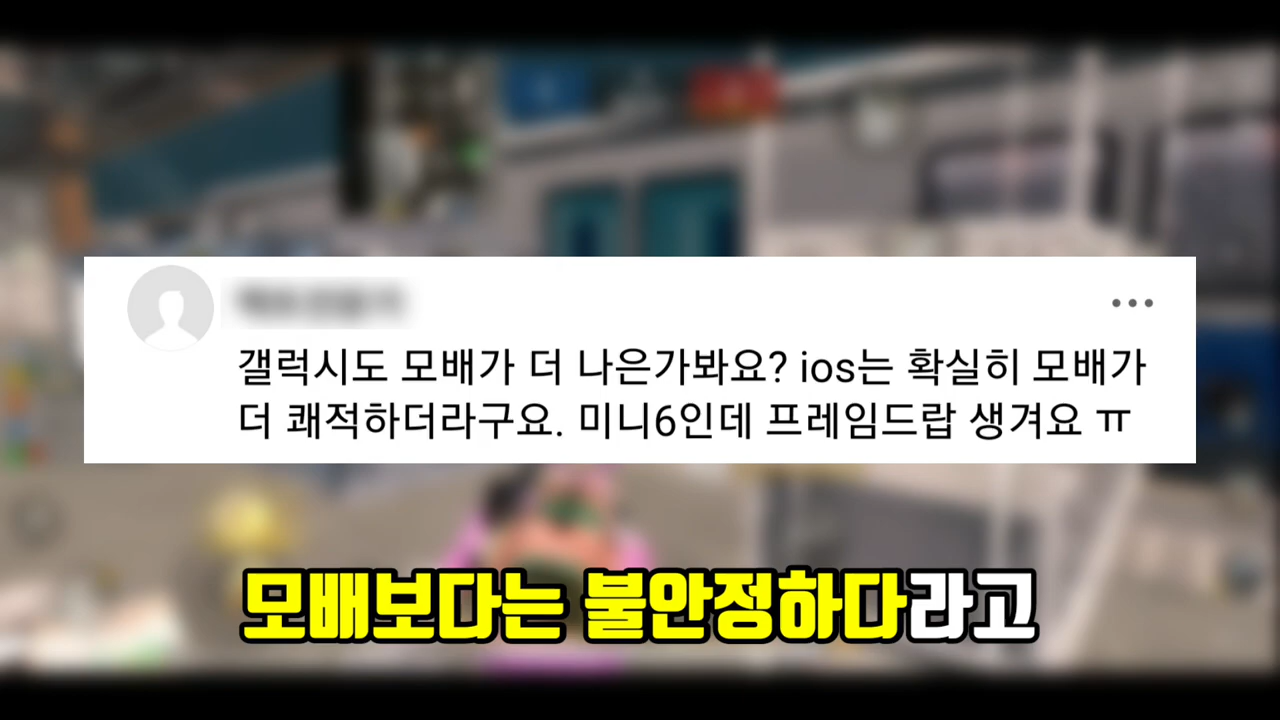 갤럭시도 모배가 더 나은가봐요? ios는 확실히 모배가
더 쾌적하더라구요. 미니6인데 프레임드랍 생겨요 ㅠ
모배보다는 불안정하다라고